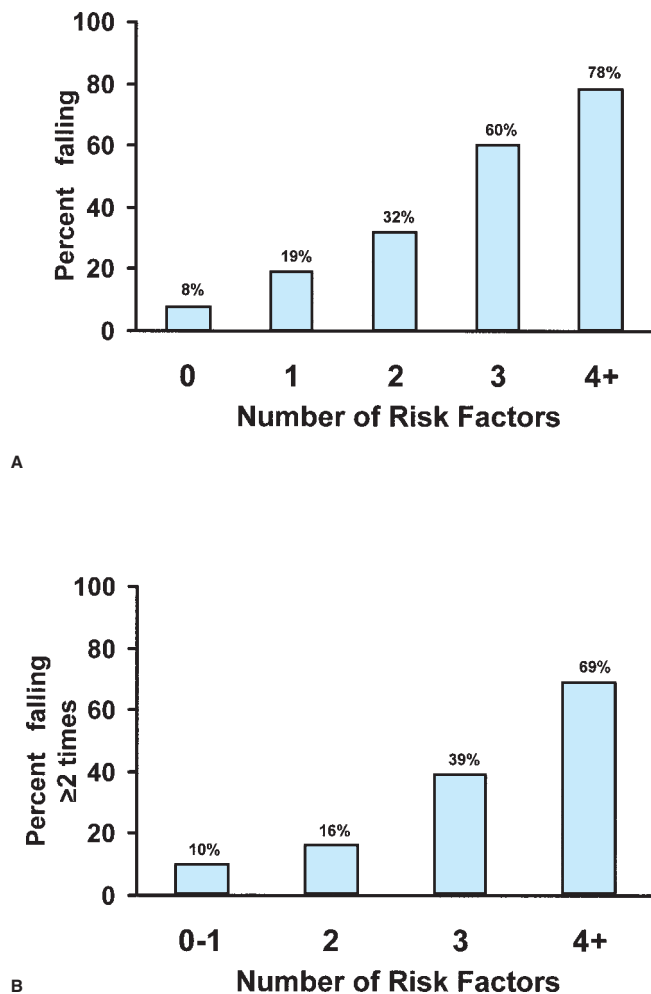 100
80
60
40
20
0
Percent falling
8%
19%
32%
60%
78%
0 1 2 3 4+
Number of Risk Factors
A
100
80
60
40
20
0
Percent falling
≥2 times
10%
16%
39%
69%
0-1 2 3 4+
Number of Risk Factors
B